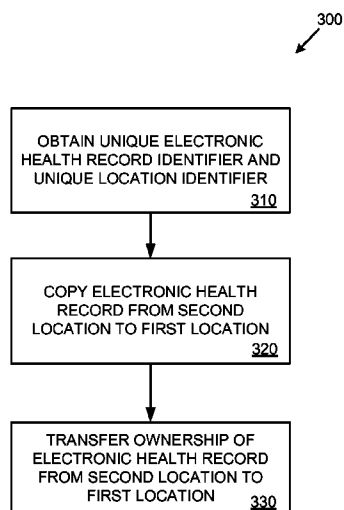 300
OBTAIN UNIQUE ELECTRONIC
HEALTH RECORD IDENTIFIER AND
UNIQUE LOCATION IDENTIFIER
310
COPY ELECTRONIC HEALTH
RECORD FROM SECOND
LOCATION TO FIRST LOCATION
320
TRANSFER OWNERSHIP OF
ELECTRONIC HEALTH RECORD
FROM SECOND LOCATION TO
FIRST LOCATION
330